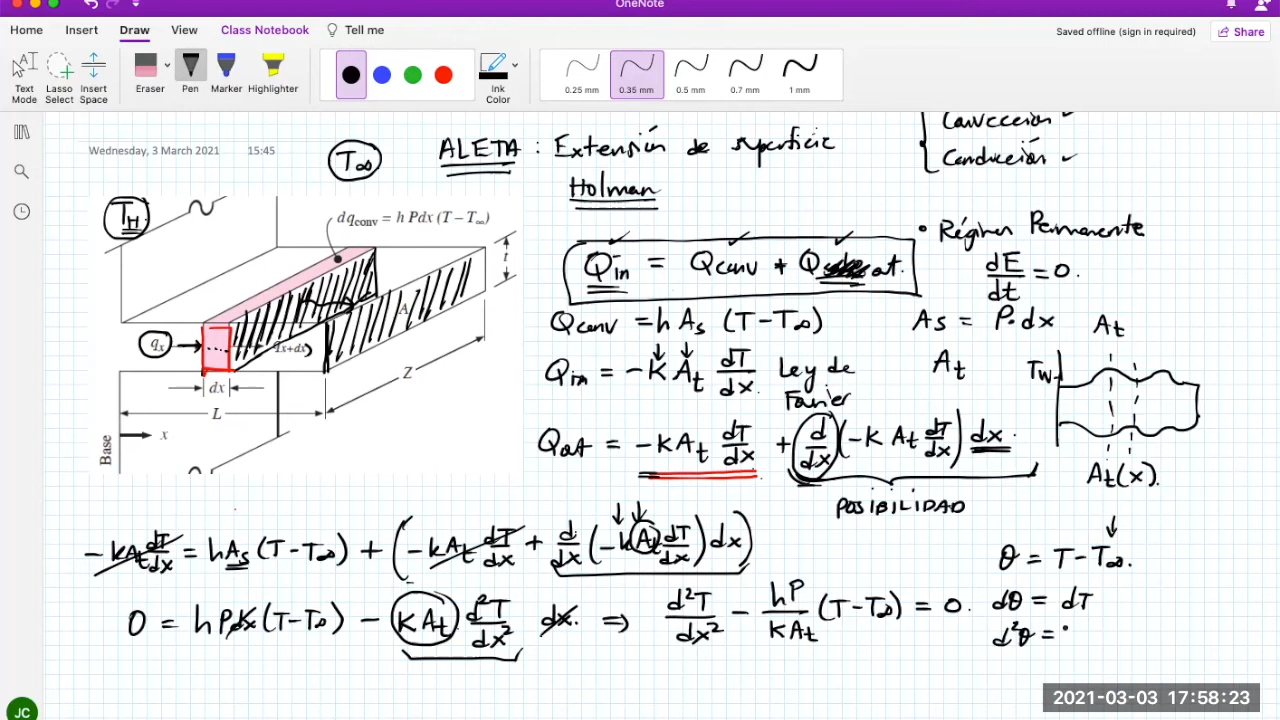 OneNote
Home Insert Draw View Class Notebook Tell me
Saved offline (sign in required) Share
Text Mode
Lasso Select
Insert Space
Eraser
Pen
Marker
Highlighter
Ink Color
0.25 mm
0.35 mm
0.5 mm
0.7 mm
1 mm
Wednesday, 3 March 2021 15:45
T∞
ALETA : Extensión de superficie
Holman
Convección ✓
Conducción ✓
TH
dqconv = h Pdx (T – T∞)
t
A
qx
qx+dx
dx
L
Z
x
Base
Qin = Qconv + Qout.
• Régimen Permanente
dE/dt = 0.
Qconv = h As (T-T∞)
As = P·dx
At
Qin = -K At dT/dx Ley de Fourier
At
Tw
Qout = -KAt dT/dx + d/dx (-K At dT/dx) dx.
At(x).
POSIBILIDAD
-kAt dT/dx = hAs (T-T∞) + (-kAt dT/dx + d/dx (-kAt dT/dx) dx)
θ = T-T∞.
0 = hPdx(T-T∞) - KAt d²T/dx² dx. ⇒ d²T/dx² - hP/KAt (T-T∞) = 0.
dθ = dT
d²θ =
JC
2021-03-03 17:58:23